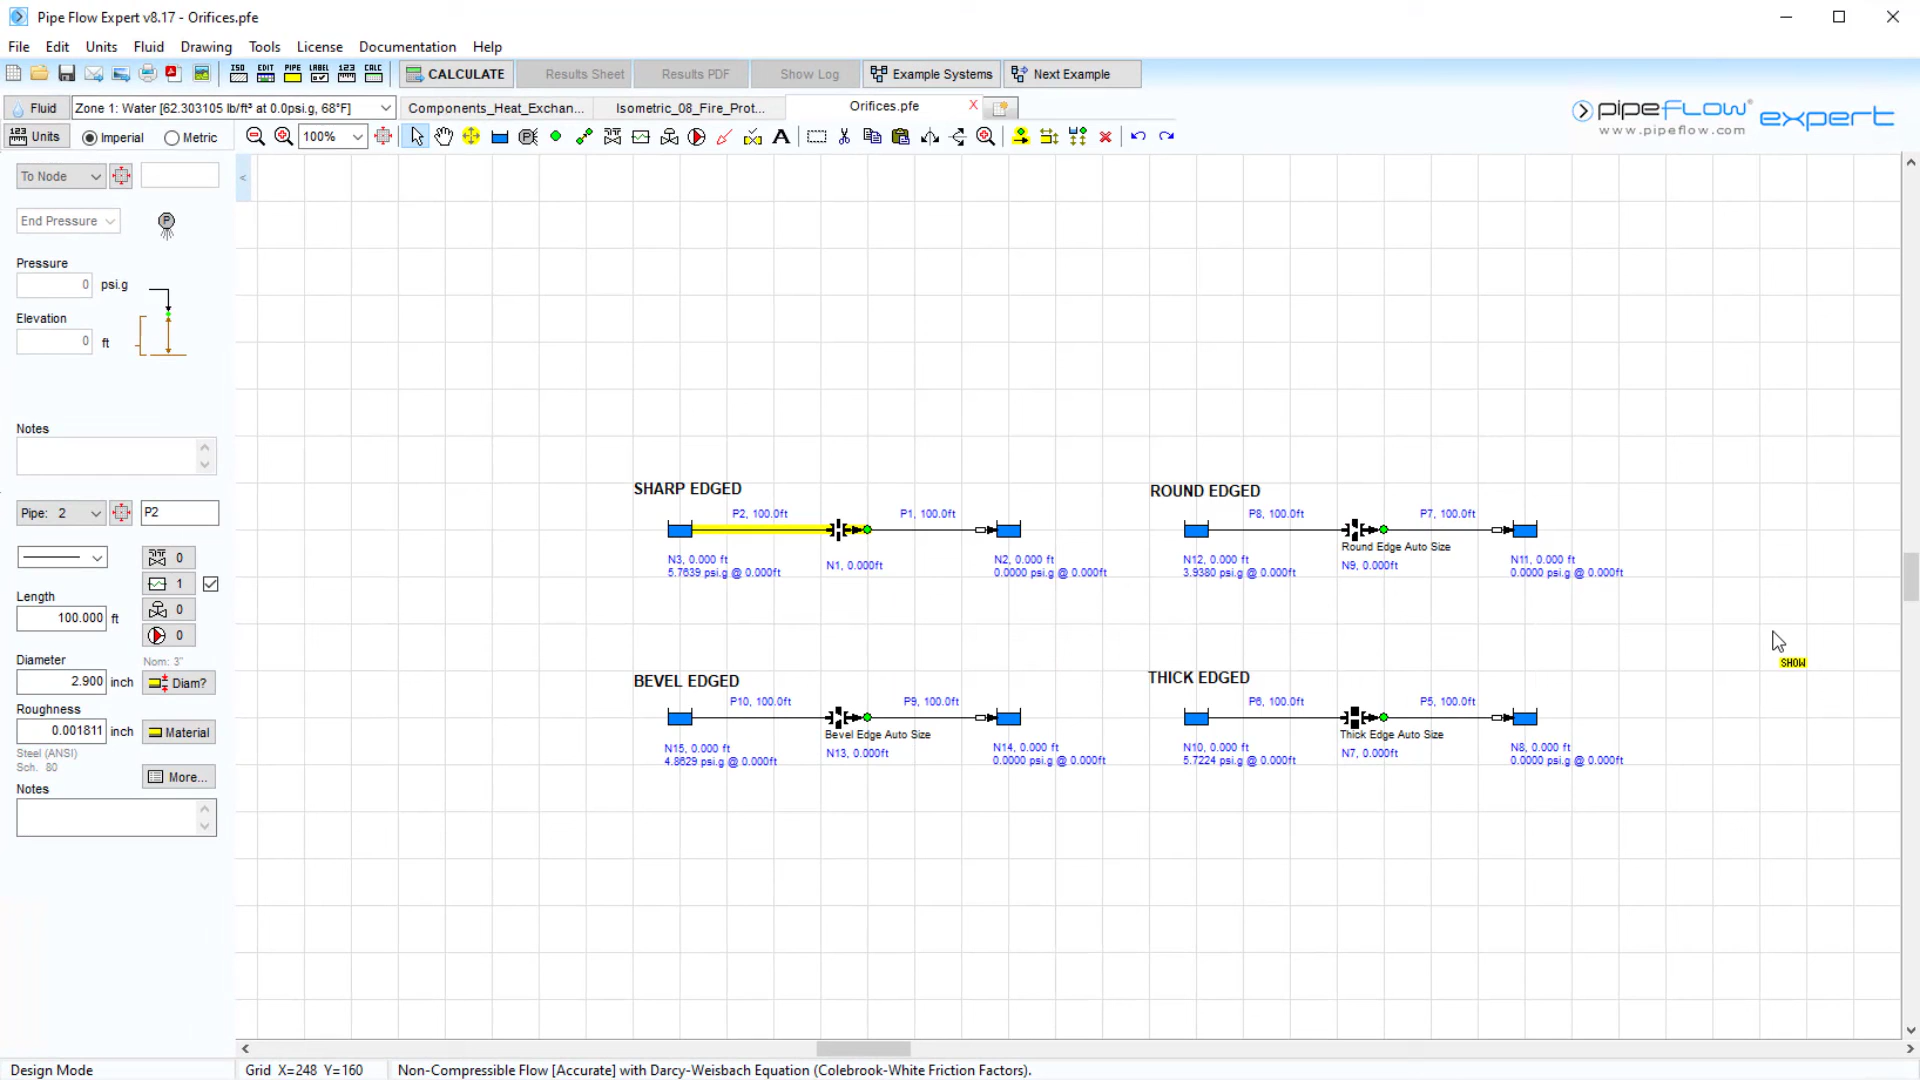 Pipe Flow Expert v8.17 - Orifices.pfe
File Edit Units Fluid Drawing Tools License Documentation Help
ISO EDIT PIPE LABEL 123 CALC CALCULATE Results Sheet Results PDF Show Log Example Systems Next Example
Fluid Zone 1: Water [62.303105 lb/ft³ at 0.0psi.g, 68°F] Components_Heat_Exchan... Isometric_08_Fire_Prot... Orifices.pfe X
pipeFLOW® expert
www.pipeflow.com
123 Units Imperial Metric 100% A
To Node
End Pressure P
Pressure
0 psi.g
Elevation
0 ft
Notes
Pipe: 2 P2
0
1
Length
100.000 ft
0
0
Diameter Nom: 3"
2.900 inch Diam?
Roughness
0.001811 inch Material
Steel (ANSI)
Sch. 80
More...
Notes
<
SHARP EDGED
P2, 100.0ft P1, 100.0ft
N3, 0.000 ft
5.7639 psi.g @ 0.000ft
N1, 0.000ft
N2, 0.000 ft
0.0000 psi.g @ 0.000ft
ROUND EDGED
P8, 100.0ft P7, 100.0ft
Round Edge Auto Size
N12, 0.000 ft
3.9380 psi.g @ 0.000ft
N9, 0.000ft
N11, 0.000 ft
0.0000 psi.g @ 0.000ft
SHOW
BEVEL EDGED
P10, 100.0ft P9, 100.0ft
Bevel Edge Auto Size
N15, 0.000 ft
4.8629 psi.g @ 0.000ft
N13, 0.000ft
N14, 0.000 ft
0.0000 psi.g @ 0.000ft
THICK EDGED
P6, 100.0ft P5, 100.0ft
Thick Edge Auto Size
N10, 0.000 ft
5.7224 psi.g @ 0.000ft
N7, 0.000ft
N8, 0.000 ft
0.0000 psi.g @ 0.000ft
Design Mode Grid X=248 Y=160 Non-Compressible Flow [Accurate] with Darcy-Weisbach Equation (Colebrook-White Friction Factors).